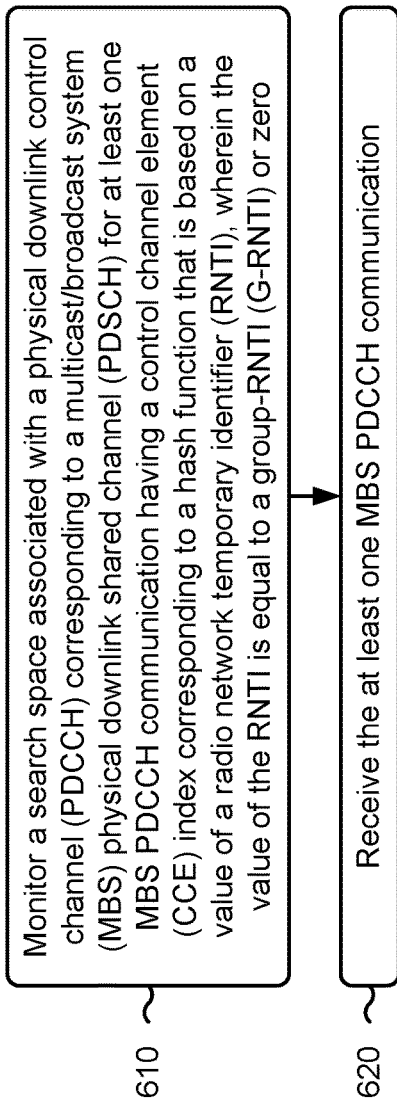 Monitor a search space associated with a physical downlink control
channel (PDCCH) corresponding to a multicast/broadcast system
(MBS) physical downlink shared channel (PDSCH) for at least one
MBS PDCCH communication having a control channel element
(CCE) index corresponding to a hash function that is based on a
value of a radio network temporary identifier (RNTI), wherein the
value of the RNTI is equal to a group-RNTI (G-RNTI) or zero
610
Receive the at least one MBS PDCCH communication
620